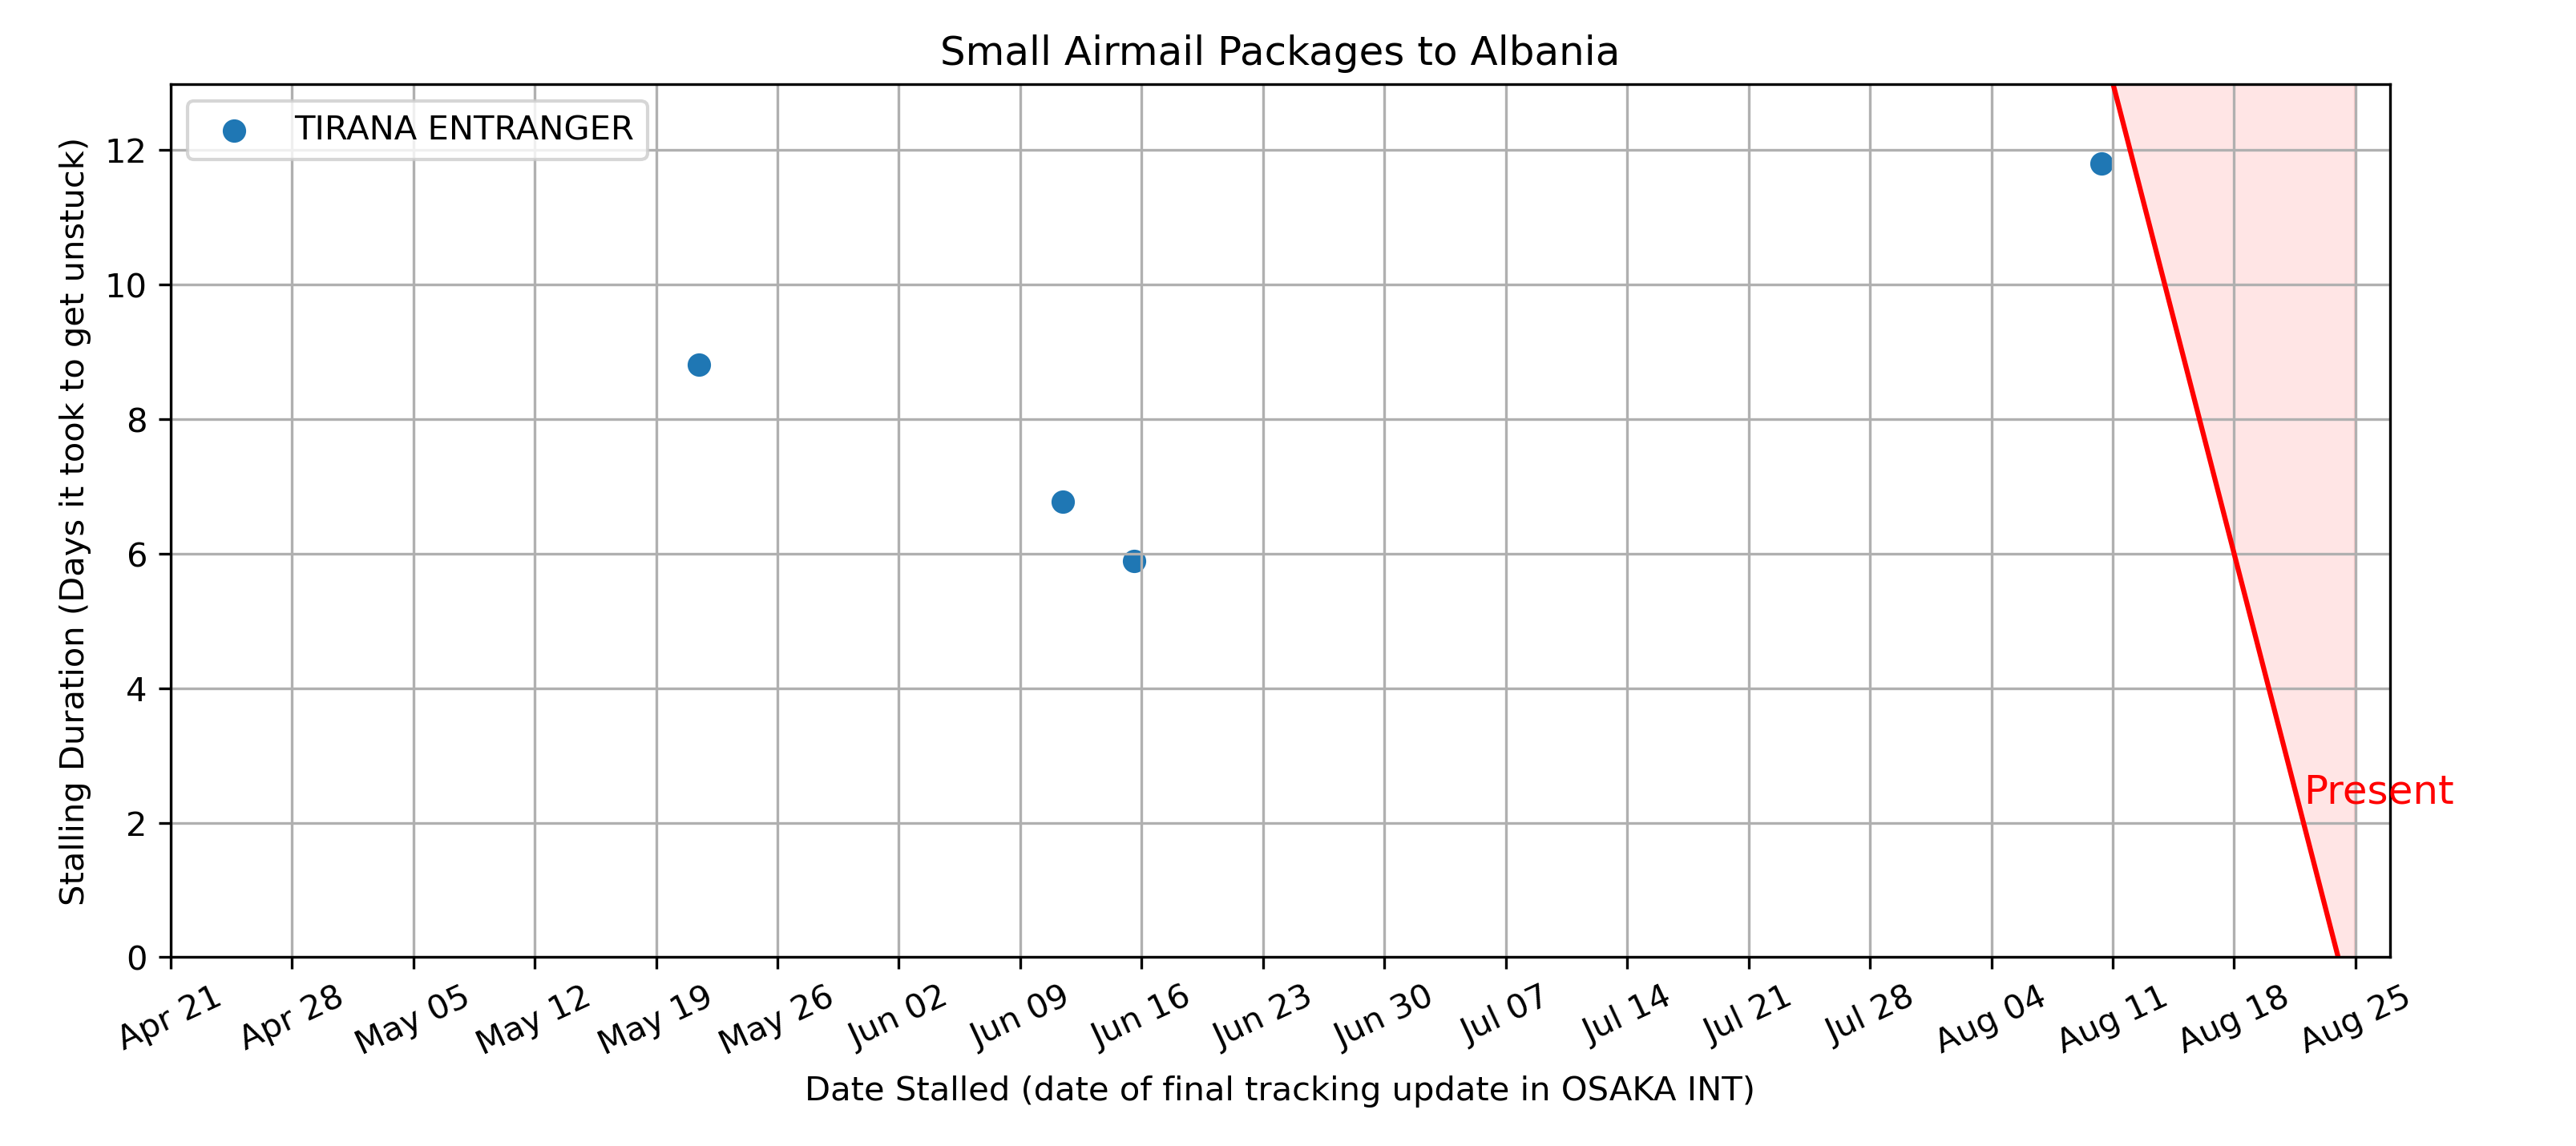 Small Airmail Packages to Albania
TIRANA ENTRANGER
Stalling Duration (Days it took to get unstuck)
12
10
8
6
4
2
0
Present
Apr 21
Apr 28
May 05
May 12
May 19
May 26
Jun 02
Jun 09
Jun 16
Jun 23
Jun 30
Jul 07
Jul 14
Jul 21
Jul 28
Aug 04
Aug 11
Aug 18
Aug 25
Date Stalled (date of final tracking update in OSAKA INT)